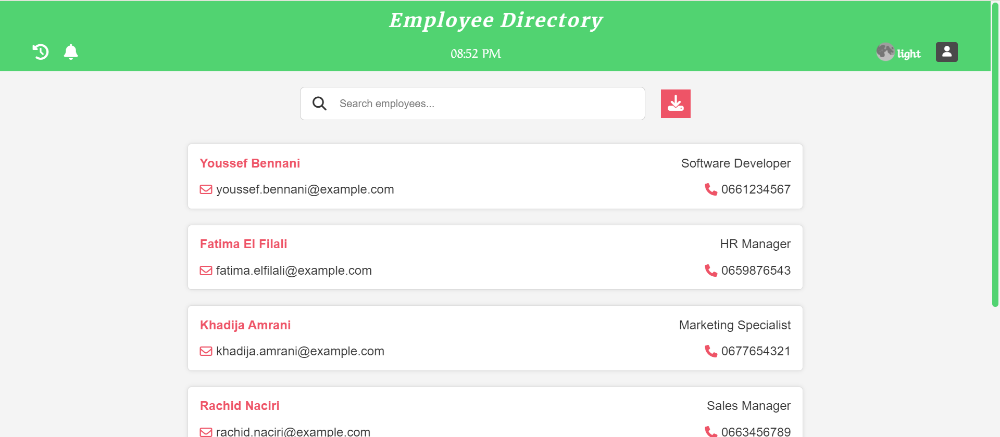 Employee Directory
08:52 PM
light
Search employees...
Youssef Bennani
Software Developer
youssef.bennani@example.com
0661234567
Fatima El Filali
HR Manager
fatima.elfilali@example.com
0659876543
Khadija Amrani
Marketing Specialist
khadija.amrani@example.com
0677654321
Rachid Naciri
Sales Manager
rachid.naciri@example.com
0663456789